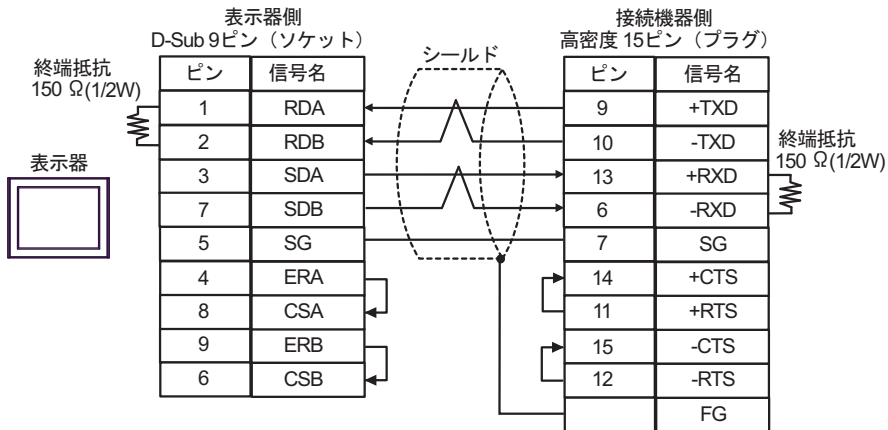 表示器側
D-Sub 9ピン（ソケット）
接続機器側
高密度 15ピン（プラグ）
シールド
終端抵抗
150 Ω(1/2W)
表示器
ピン 信号名
1 RDA
2 RDB
3 SDA
7 SDB
5 SG
4 ERA
8 CSA
9 ERB
6 CSB
ピン 信号名
9 +TXD
10 -TXD
13 +RXD
6 -RXD
7 SG
14 +CTS
11 +RTS
15 -CTS
12 -RTS
FG
終端抵抗
150 Ω(1/2W)